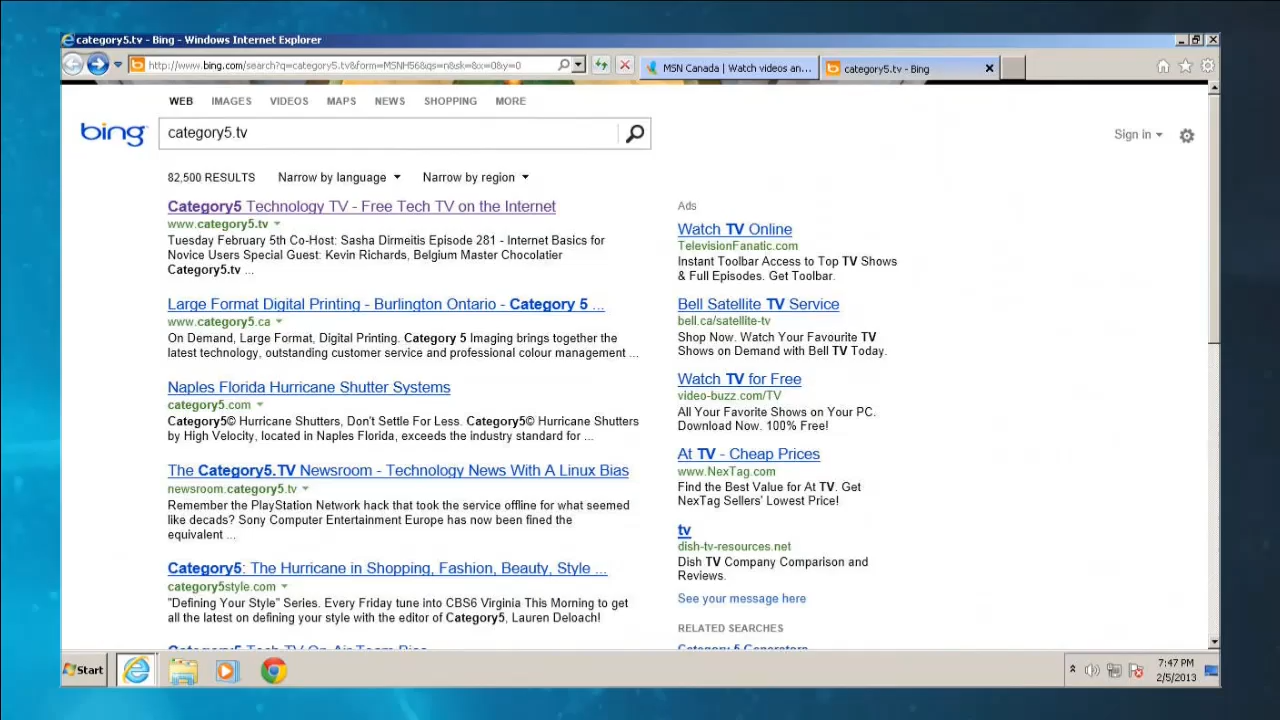 category5.tv - Bing - Windows Internet Explorer
http://www.bing.com/search?q=category5.tv&form=MSNH56&qs=n&sk=&x=0&y=0
MSN Canada | Watch videos an...
category5.tv - Bing
WEB IMAGES VIDEOS MAPS NEWS SHOPPING MORE
bing
category5.tv
Sign in
82,500 RESULTS Narrow by language Narrow by region
Category5 Technology TV - Free Tech TV on the Internet
www.category5.tv
Tuesday February 5th Co-Host: Sasha Dirmeitis Episode 281 - Internet Basics for
Novice Users Special Guest: Kevin Richards, Belgium Master Chocolatier
Category5.tv ...
Large Format Digital Printing - Burlington Ontario - Category 5 ...
www.category5.ca
On Demand, Large Format, Digital Printing. Category 5 Imaging brings together the
latest technology, outstanding customer service and professional colour management ...
Naples Florida Hurricane Shutter Systems
category5.com
Category5© Hurricane Shutters, Don't Settle For Less. Category5© Hurricane Shutters
by High Velocity, located in Naples Florida, exceeds the industry standard for ...
The Category5.TV Newsroom - Technology News With A Linux Bias
newsroom.category5.tv
Remember the PlayStation Network hack that took the service offline for what seemed
like decades? Sony Computer Entertainment Europe has now been fined the
equivalent ...
Category5: The Hurricane in Shopping, Fashion, Beauty, Style ...
category5style.com
"Defining Your Style" Series. Every Friday tune into CBS6 Virginia This Morning to get
all the latest on defining your style with the editor of Category5, Lauren Deloach!
Category5 Tech TV On-Air Team Bios
Ads
Watch TV Online
TelevisionFanatic.com
Instant Toolbar Access to Top TV Shows
& Full Episodes. Get Toolbar.
Bell Satellite TV Service
bell.ca/satellite-tv
Shop Now. Watch Your Favourite TV
Shows on Demand with Bell TV Today.
Watch TV for Free
video-buzz.com/TV
All Your Favorite Shows on Your PC.
Download Now. 100% Free!
At TV - Cheap Prices
www.NexTag.com
Find the Best Value for At TV. Get
NexTag Sellers' Lowest Price!
tv
dish-tv-resources.net
Dish TV Company Comparison and
Reviews.
See your message here
RELATED SEARCHES
Category 5 Generators
Start
7:47 PM
2/5/2013